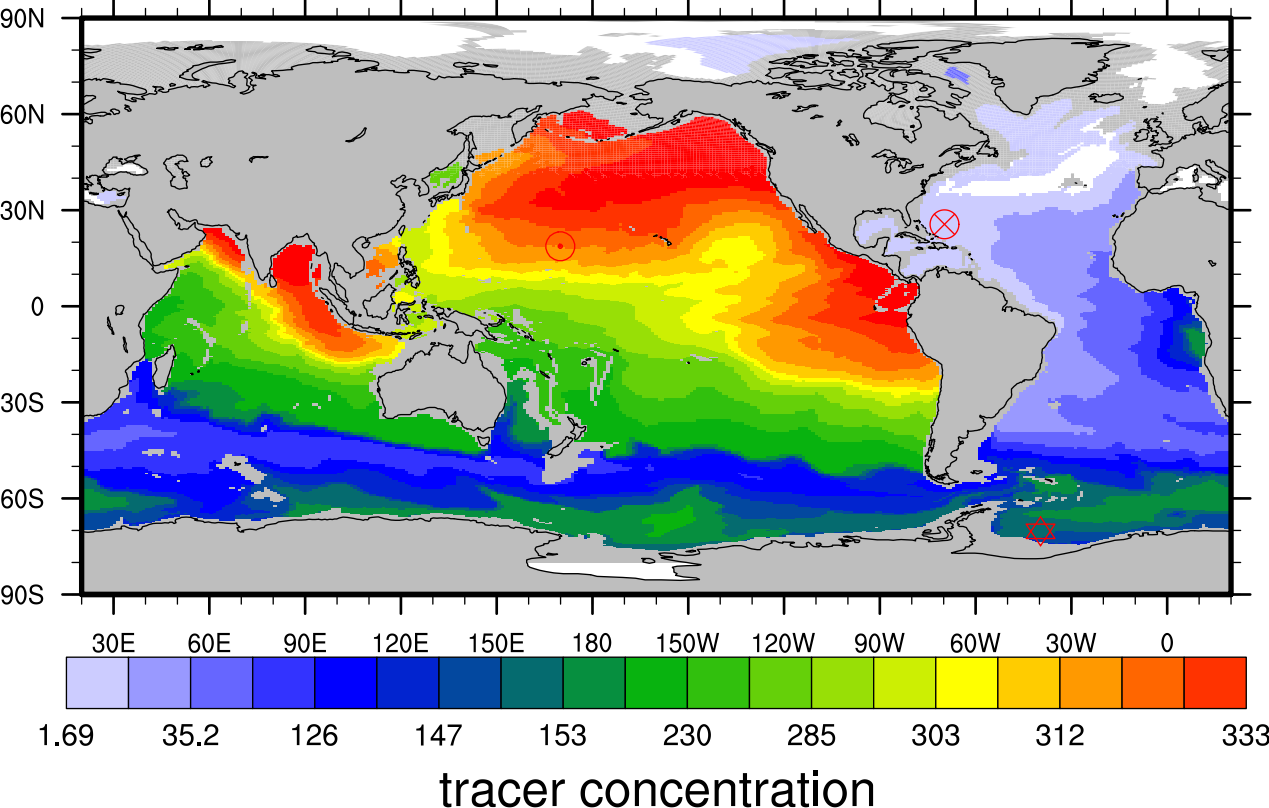 90N
60N
30N
0
30S
60S
90S
30E 60E 90E 120E 150E 180 150W 120W 90W 60W 30W 0
1.69 35.2 126 147 153 230 285 303 312 333
tracer concentration